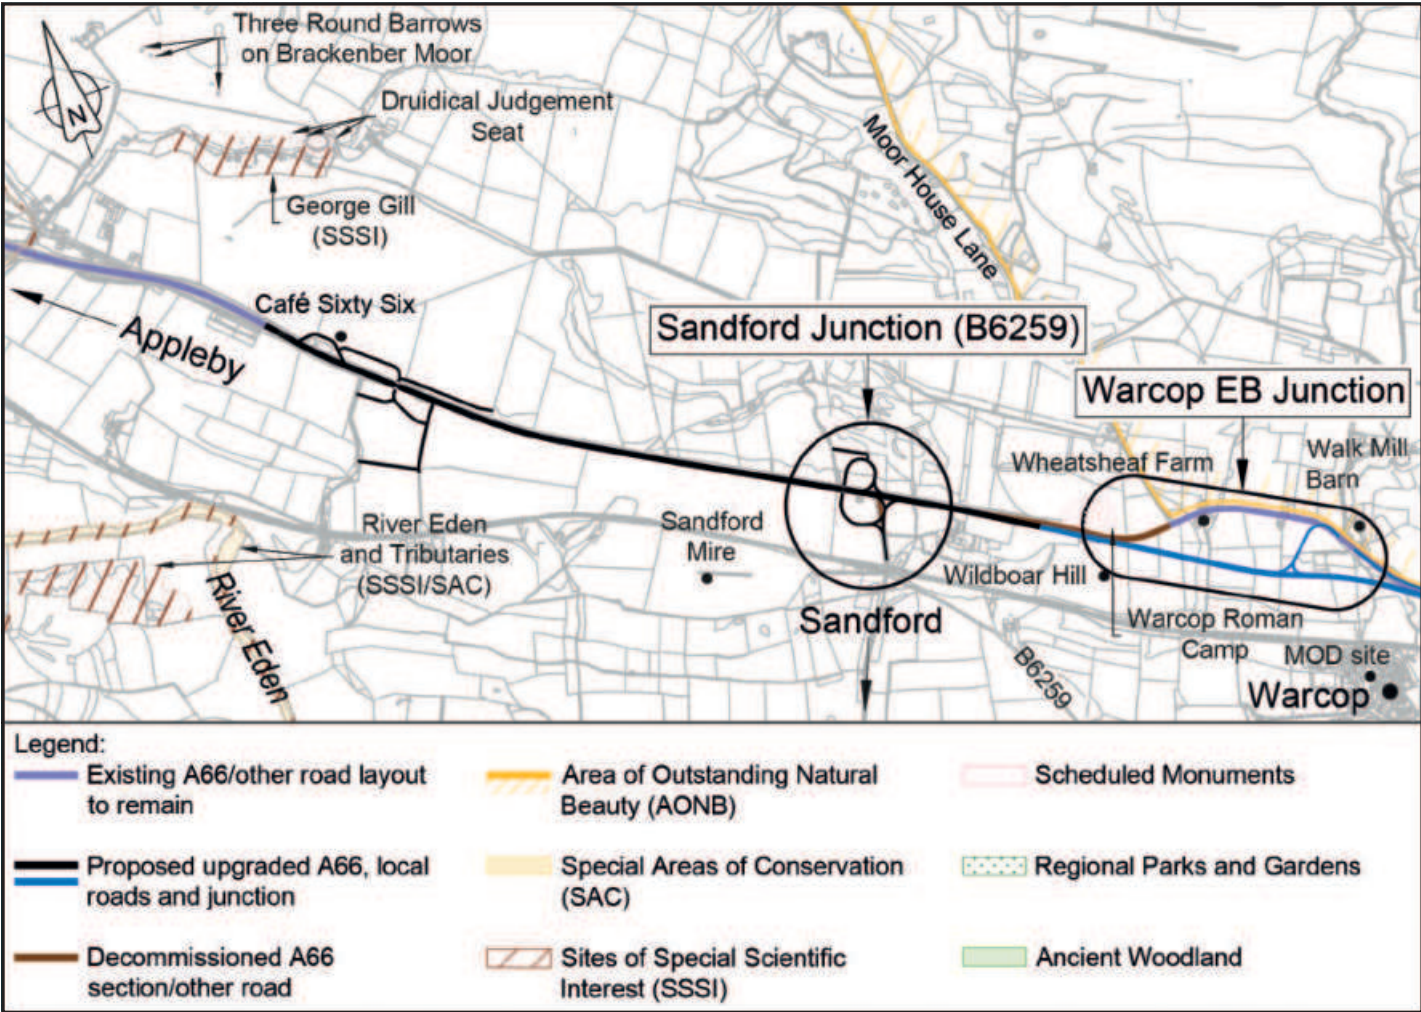 Three Round Barrows
on Brackenber Moor
N
Druidical Judgement
Seat
George Gill
(SSSI)
Moor House Lane
Café Sixty Six
Appleby
Sandford Junction (B6259)
Warcop EB Junction
Wheatsheaf Farm
Walk Mill
Barn
River Eden
and Tributaries
(SSSI/SAC)
Sandford
Mire
River Eden
Wildboar Hill
Sandford
Warcop Roman
Camp
B6259
MOD site
Warcop
Legend:
Existing A66/other road layout
to remain
Proposed upgraded A66, local
roads and junction
Decommissioned A66
section/other road
Area of Outstanding Natural
Beauty (AONB)
Special Areas of Conservation
(SAC)
Sites of Special Scientific
Interest (SSSI)
Scheduled Monuments
Regional Parks and Gardens
Ancient Woodland